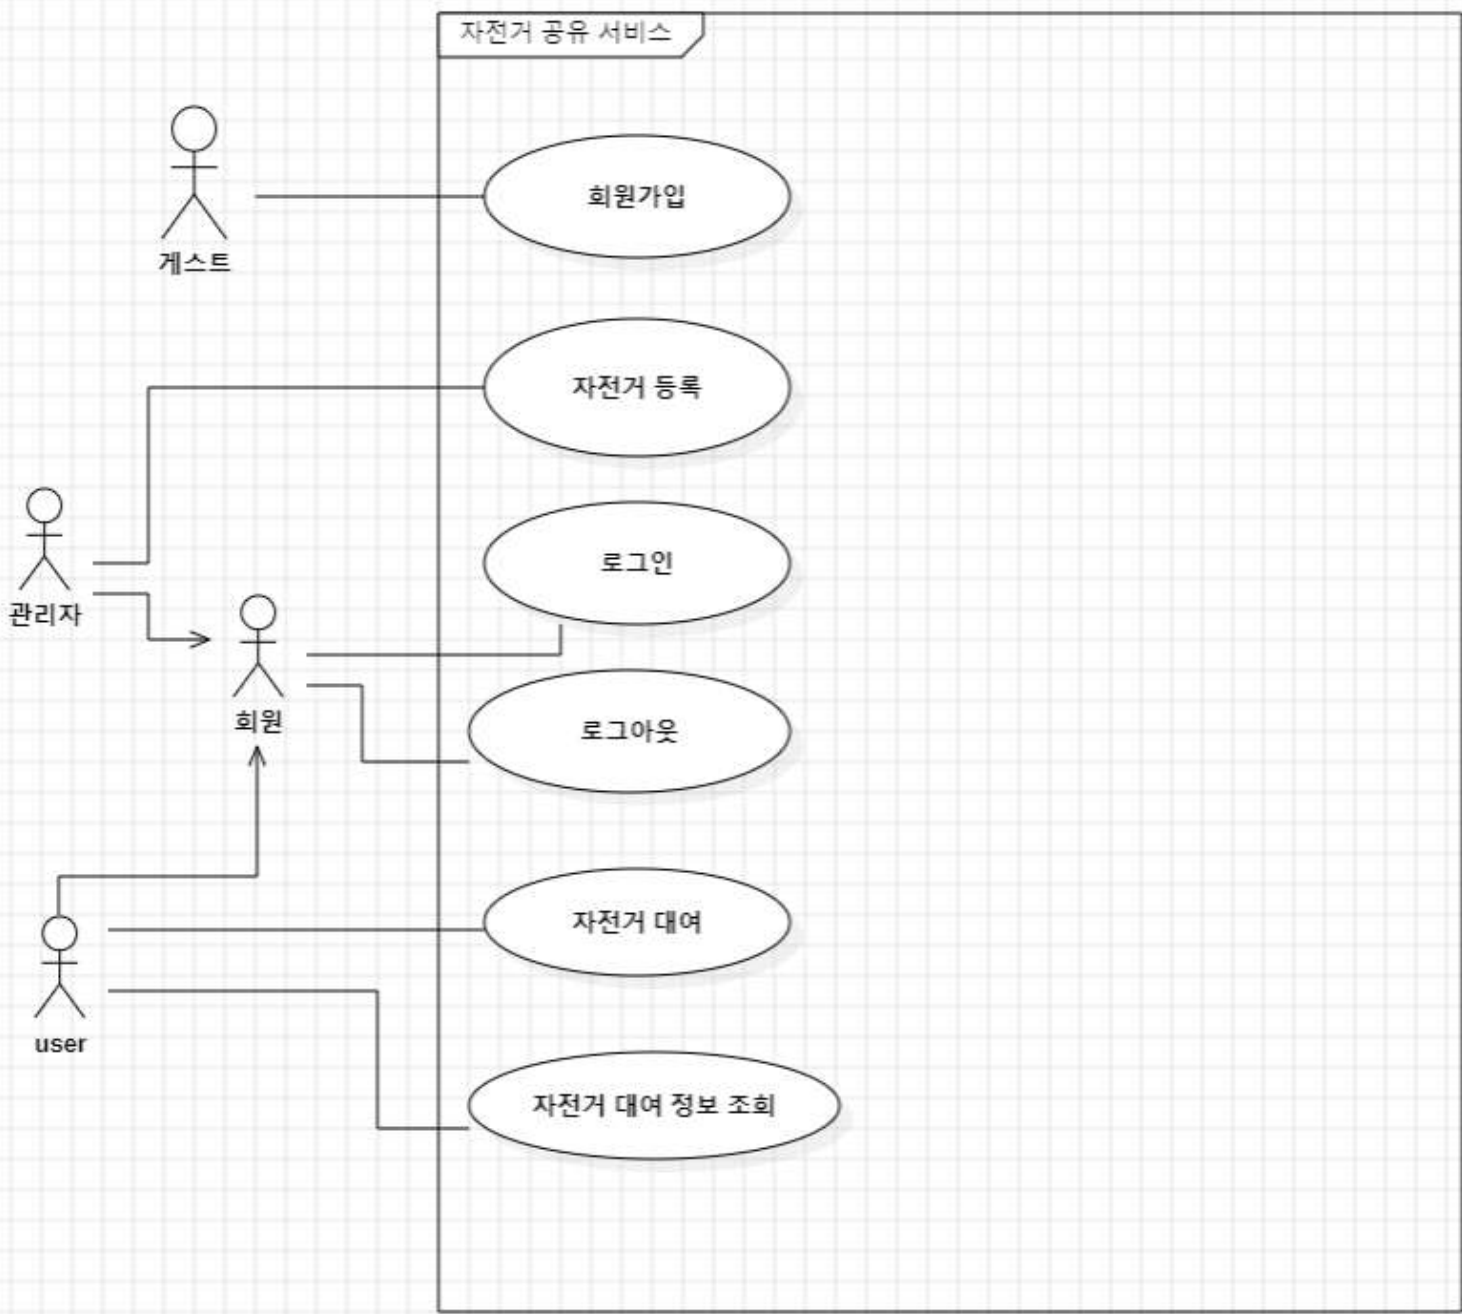 자전거 공유 서비스
회원가입
게스트
자전거 등록
로그인
관리자
회원
로그아웃
자전거 대여
user
자전거 대여 정보 조회